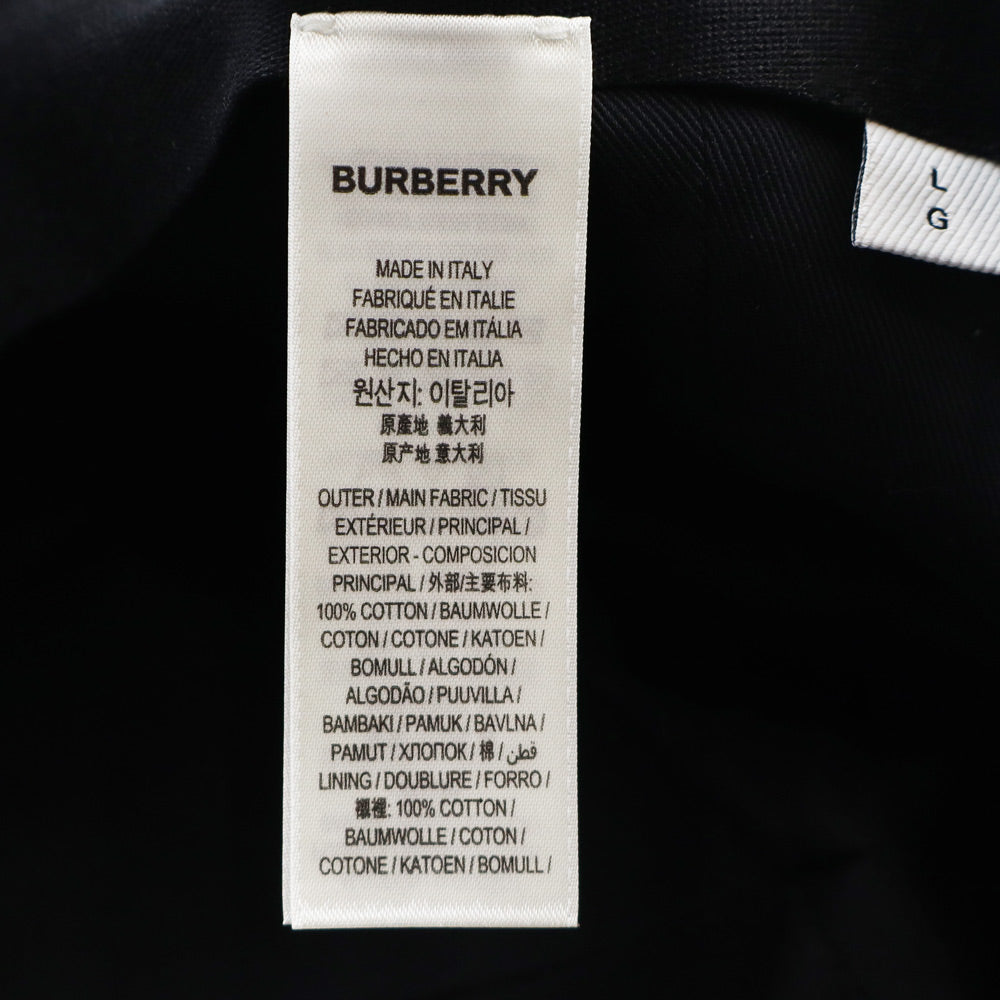 BURBERRY
MADE IN ITALY
FABRIQUÉ EN ITALIE
FABRICADO EM ITÁLIA
HECHO EN ITALIA
원산지: 이탈리아
原產地 義大利
原产地 意大利
OUTER / MAIN FABRIC / TISSU
EXTÉRIEUR / PRINCIPAL /
EXTERIOR - COMPOSICION
PRINCIPAL / 外部/主要布料:
100% COTTON / BAUMWOLLE /
COTON / COTONE / KATOEN /
BOMULL / ALGODÓN /
ALGODÃO / PUUVILLA /
BAMBAKI / PAMUK / BAVLNA /
PAMUT / ХЛОПОК / 棉 / قطن /
LINING / DOUBLURE / FORRO /
襯裡: 100% COTTON /
BAUMWOLLE / COTON /
COTONE / KATOEN / BOMULL /
L
G